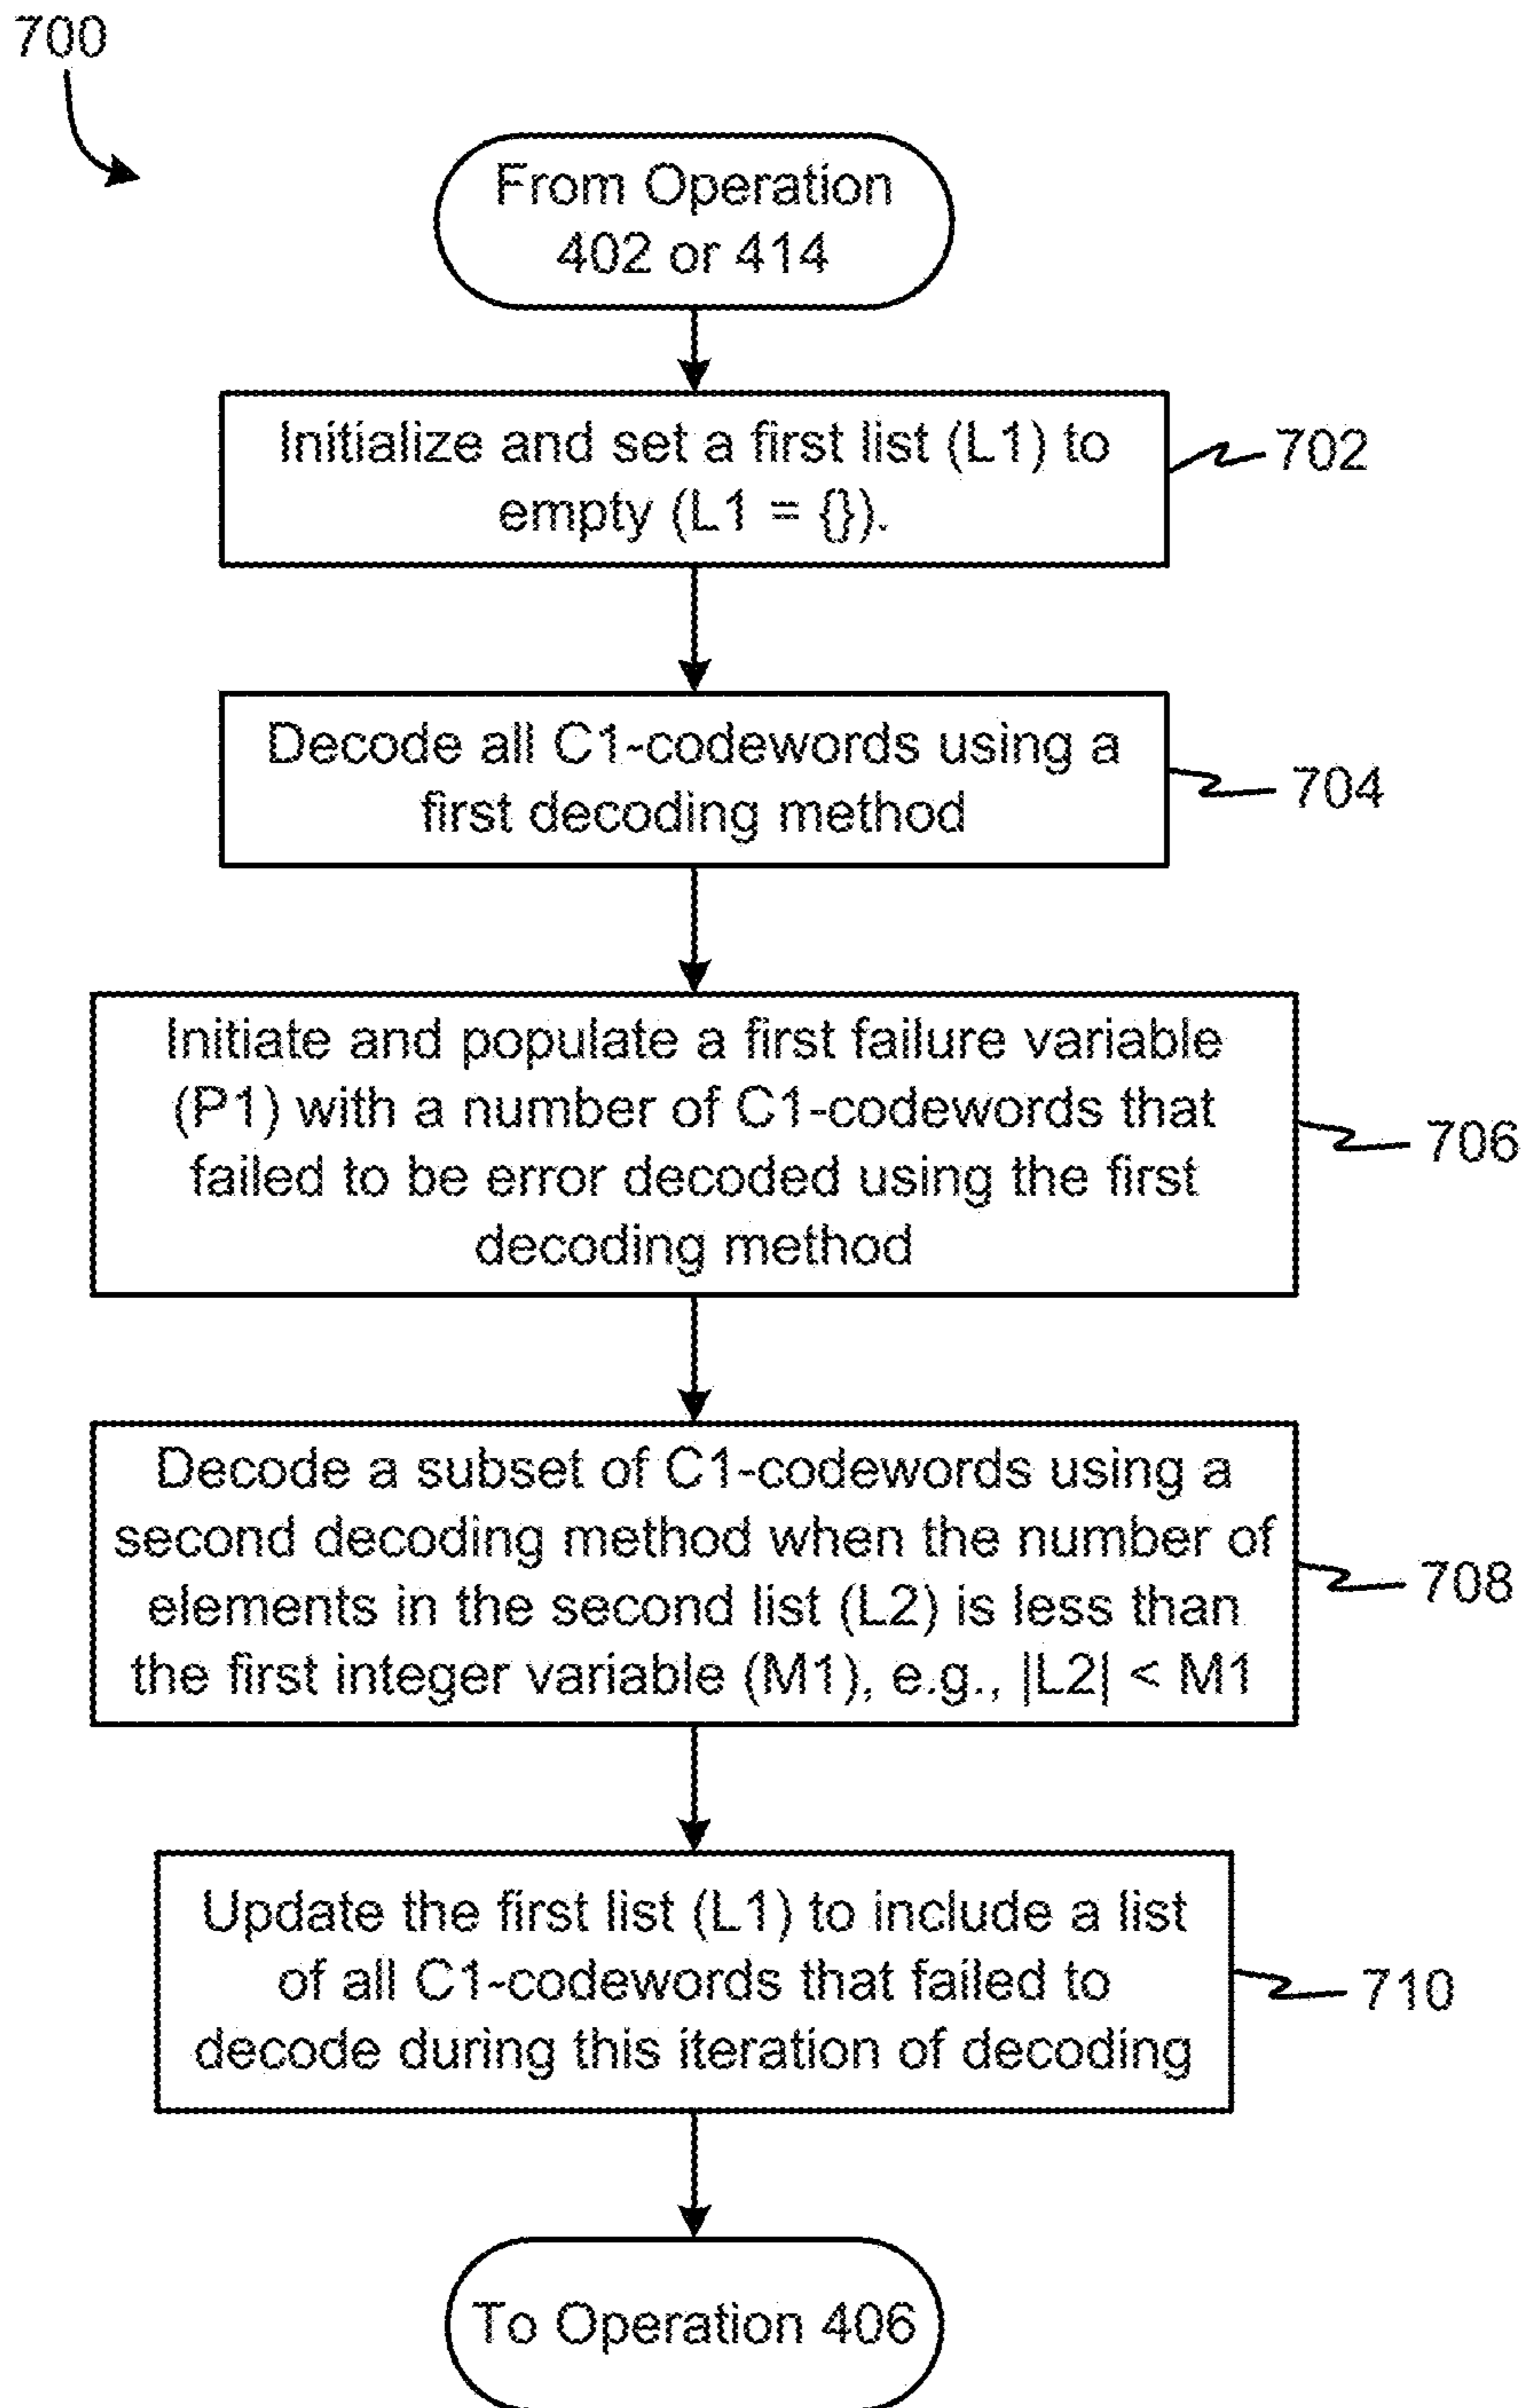 700
From Operation
402 or 414
Initialize and set a first list (L1) to
empty (L1 = {}).
702
Decode all C1-codewords using a
first decoding method
704
Initiate and populate a first failure variable
(P1) with a number of C1-codewords that
failed to be error decoded using the first
decoding method
706
Decode a subset of C1-codewords using a
second decoding method when the number of
elements in the second list (L2) is less than
the first integer variable (M1), e.g., |L2| < M1
708
Update the first list (L1) to include a list
of all C1-codewords that failed to
decode during this iteration of decoding
710
To Operation 406